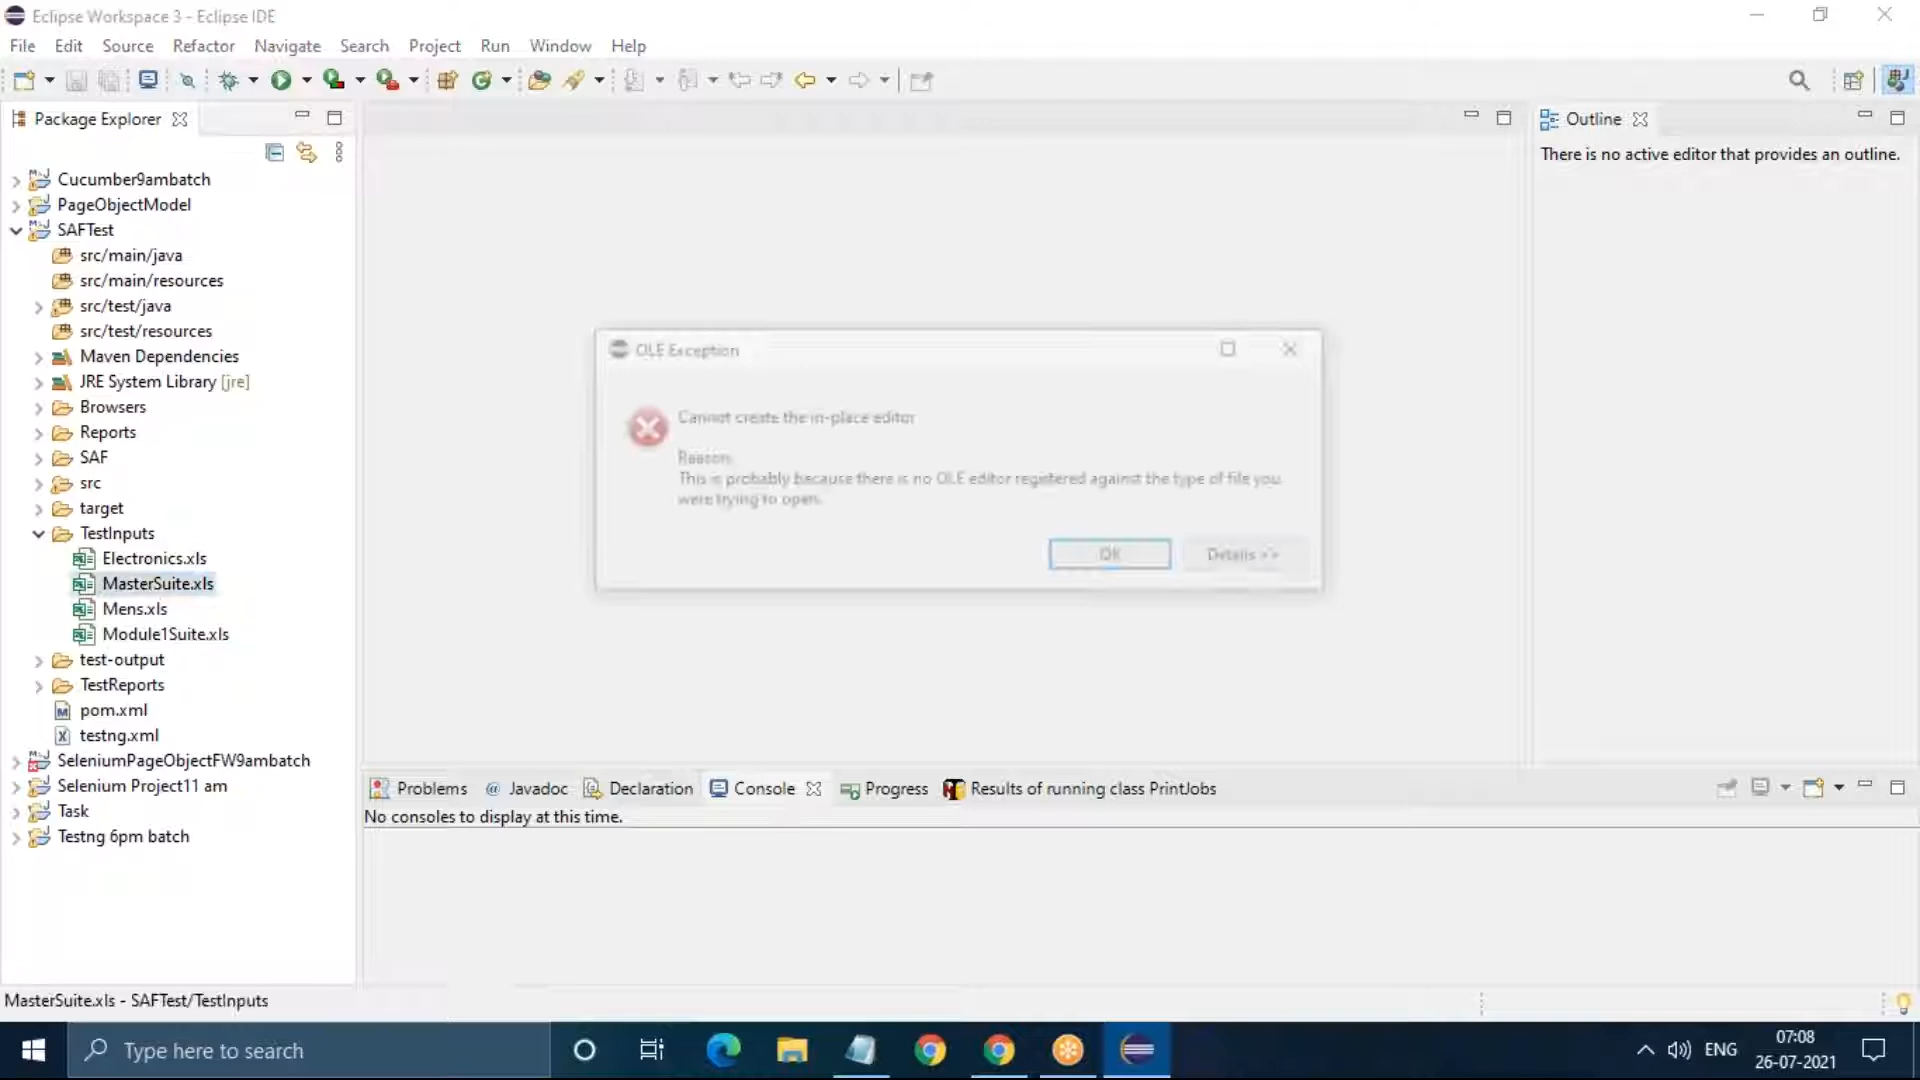 Eclipse Workspace 3 - Eclipse IDE
File Edit Source Refactor Navigate Search Project Run Window Help
Package Explorer
Outline
There is no active editor that provides an outline.
Cucumber9ambatch
PageObjectModel
SAFTest
src/main/java
src/main/resources
src/test/java
src/test/resources
Maven Dependencies
JRE System Library [jre]
Browsers
Reports
SAF
src
target
TestInputs
Electronics.xls
MasterSuite.xls
Mens.xls
Module1Suite.xls
test-output
TestReports
pom.xml
testng.xml
SeleniumPageObjectFW9ambatch
Selenium Project11 am
Task
Testng 6pm batch
OLE Exception
Cannot create the in-place editor
Reason:
This is probably because there is no OLE editor registered against the type of file you
were trying to open.
OK Details >>
Problems @ Javadoc Declaration Console Progress Results of running class PrintJobs
No consoles to display at this time.
MasterSuite.xls - SAFTest/TestInputs
Type here to search
ENG
07:08
26-07-2021